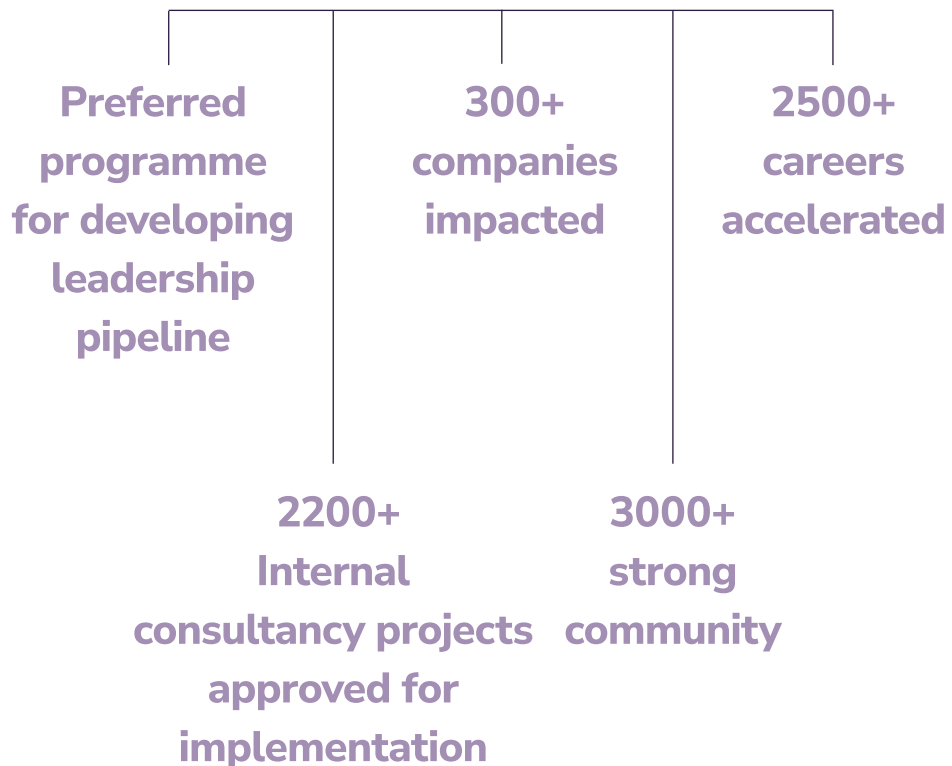 Preferred
programme
for developing
leadership
pipeline
300+
companies
impacted
2500+
careers
accelerated
2200+
Internal
consultancy projects
approved for
implementation
3000+
strong
community